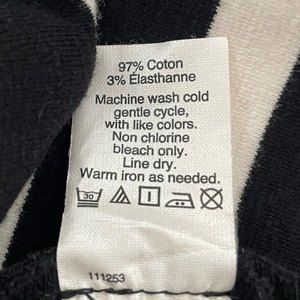 97% Coton
3% Élasthanne
Machine wash cold
gentle cycle,
with like colors.
Non chlorine
bleach only.
Line dry.
Warm iron as needed.
30
111253